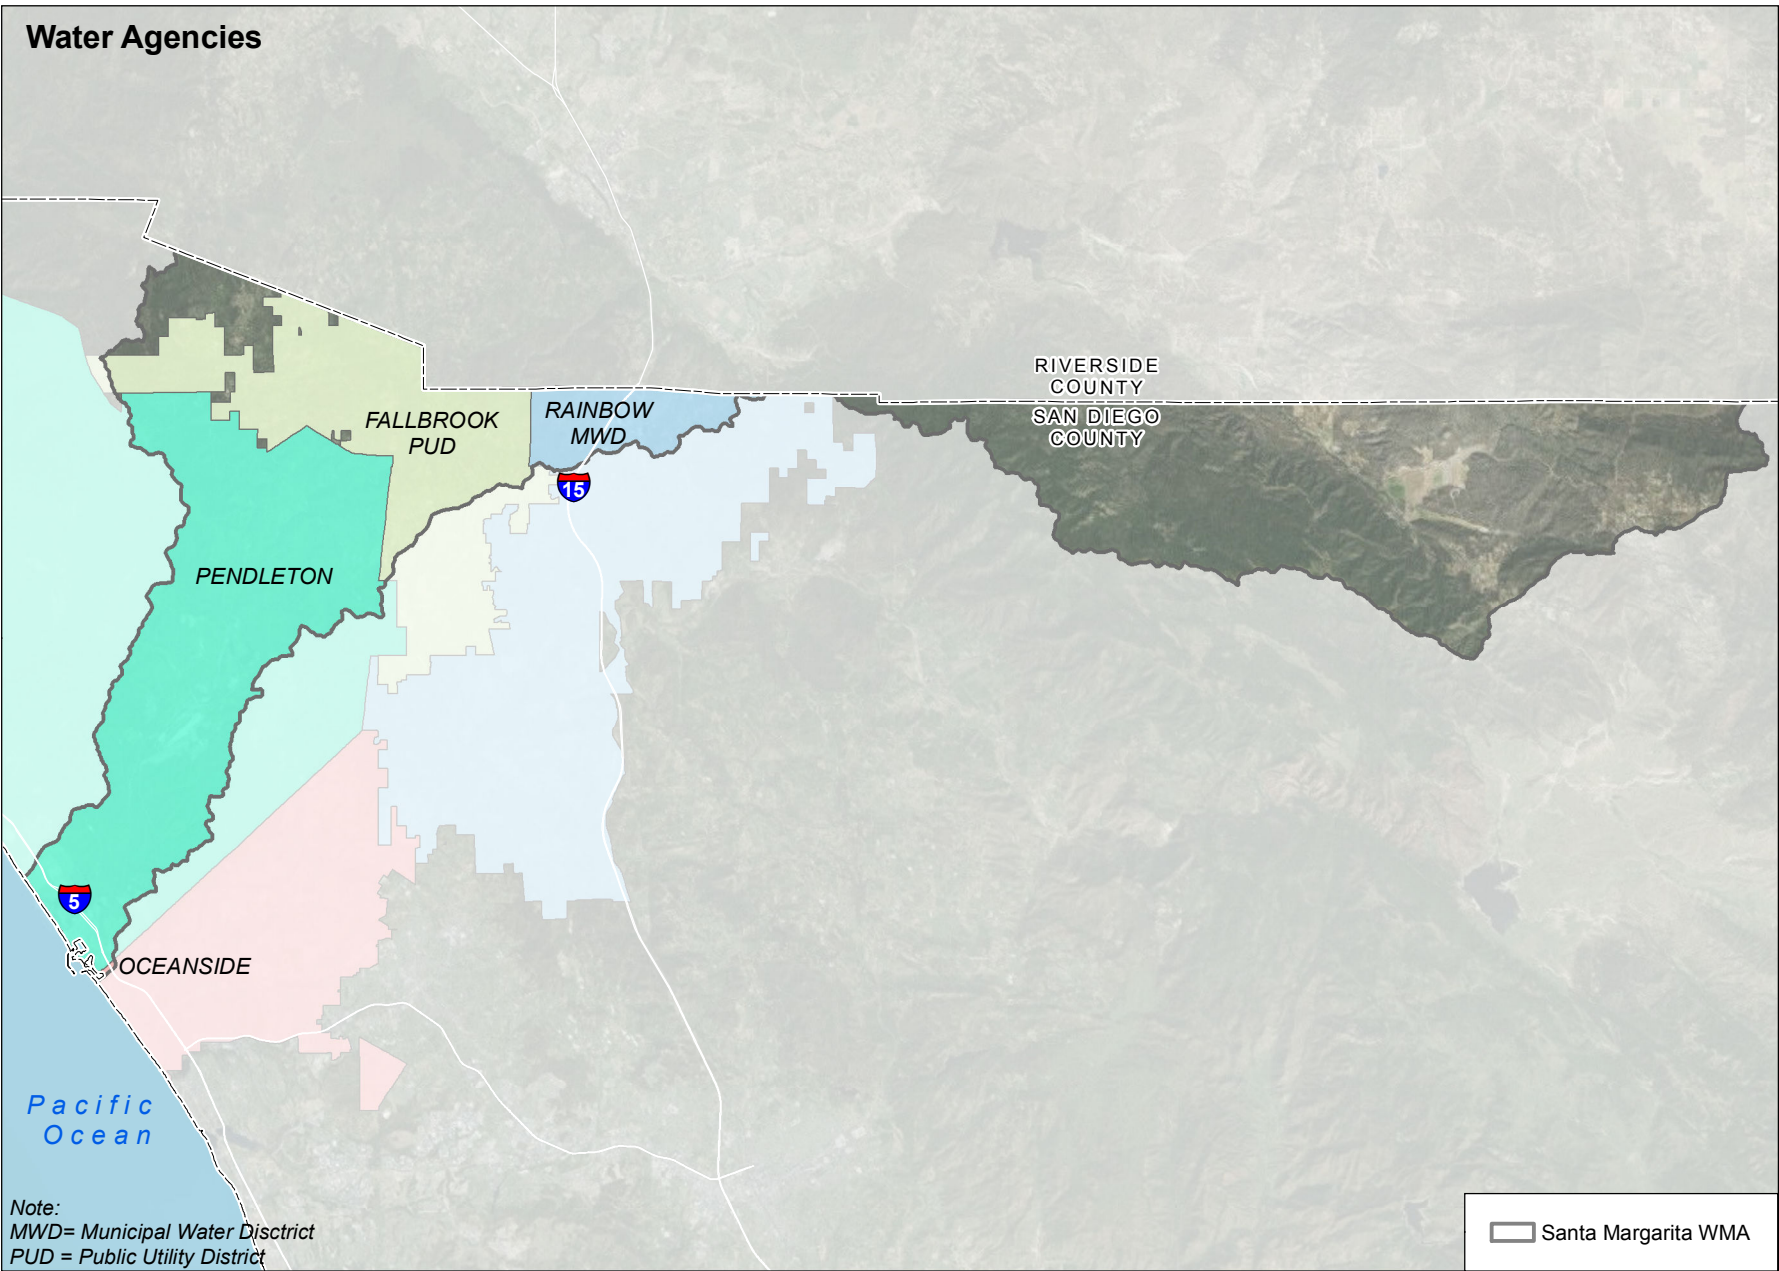 Water Agencies
RIVERSIDE
COUNTY
SAN DIEGO
COUNTY
FALLBROOK
PUD
RAINBOW
MWD
15
PENDLETON
5
OCEANSIDE
Pacific
Ocean
Note:
MWD= Municipal Water Disctrict
PUD = Public Utility District
Santa Margarita WMA